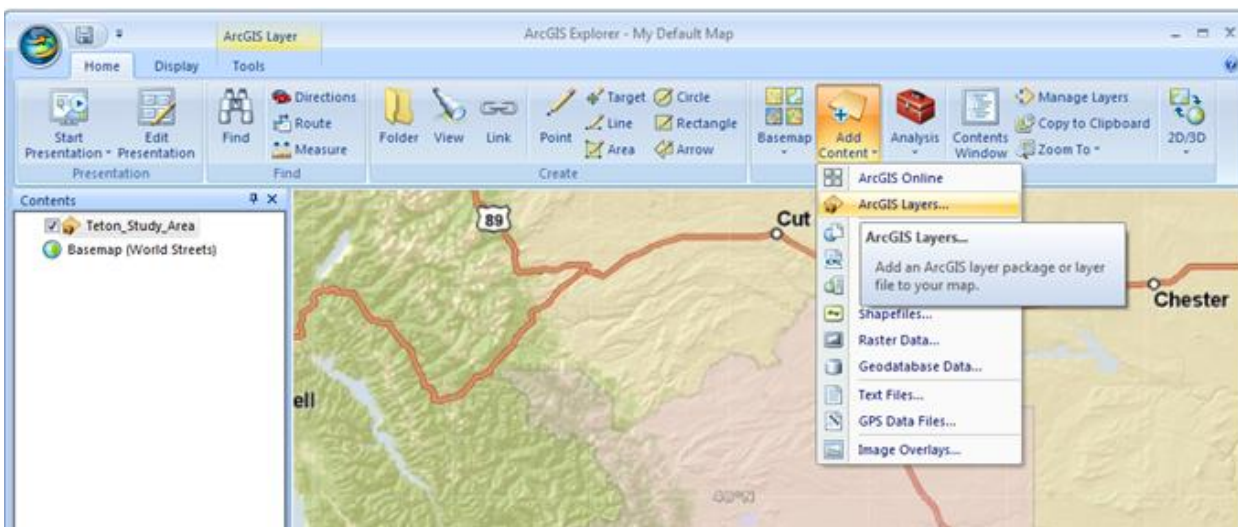 ArcGIS Layer
ArcGIS Explorer - My Default Map
Home Display Tools
Start Presentation
Edit Presentation
Presentation
Find
Directions
Route
Measure
Find
Folder
View
Link
Point
Target
Line
Area
Circle
Rectangle
Arrow
Create
Basemap
Add Content
Analysis
Contents Window
Manage Layers
Copy to Clipboard
Zoom To
2D/3D
Contents
Teton_Study_Area
Basemap (World Streets)
ArcGIS Online
ArcGIS Layers...
ArcGIS Layers...
Add an ArcGIS layer package or layer
file to your map.
Shapefiles...
Raster Data...
Geodatabase Data...
Text Files...
GPS Data Files...
Image Overlays...
89
Cut
Chester
ell